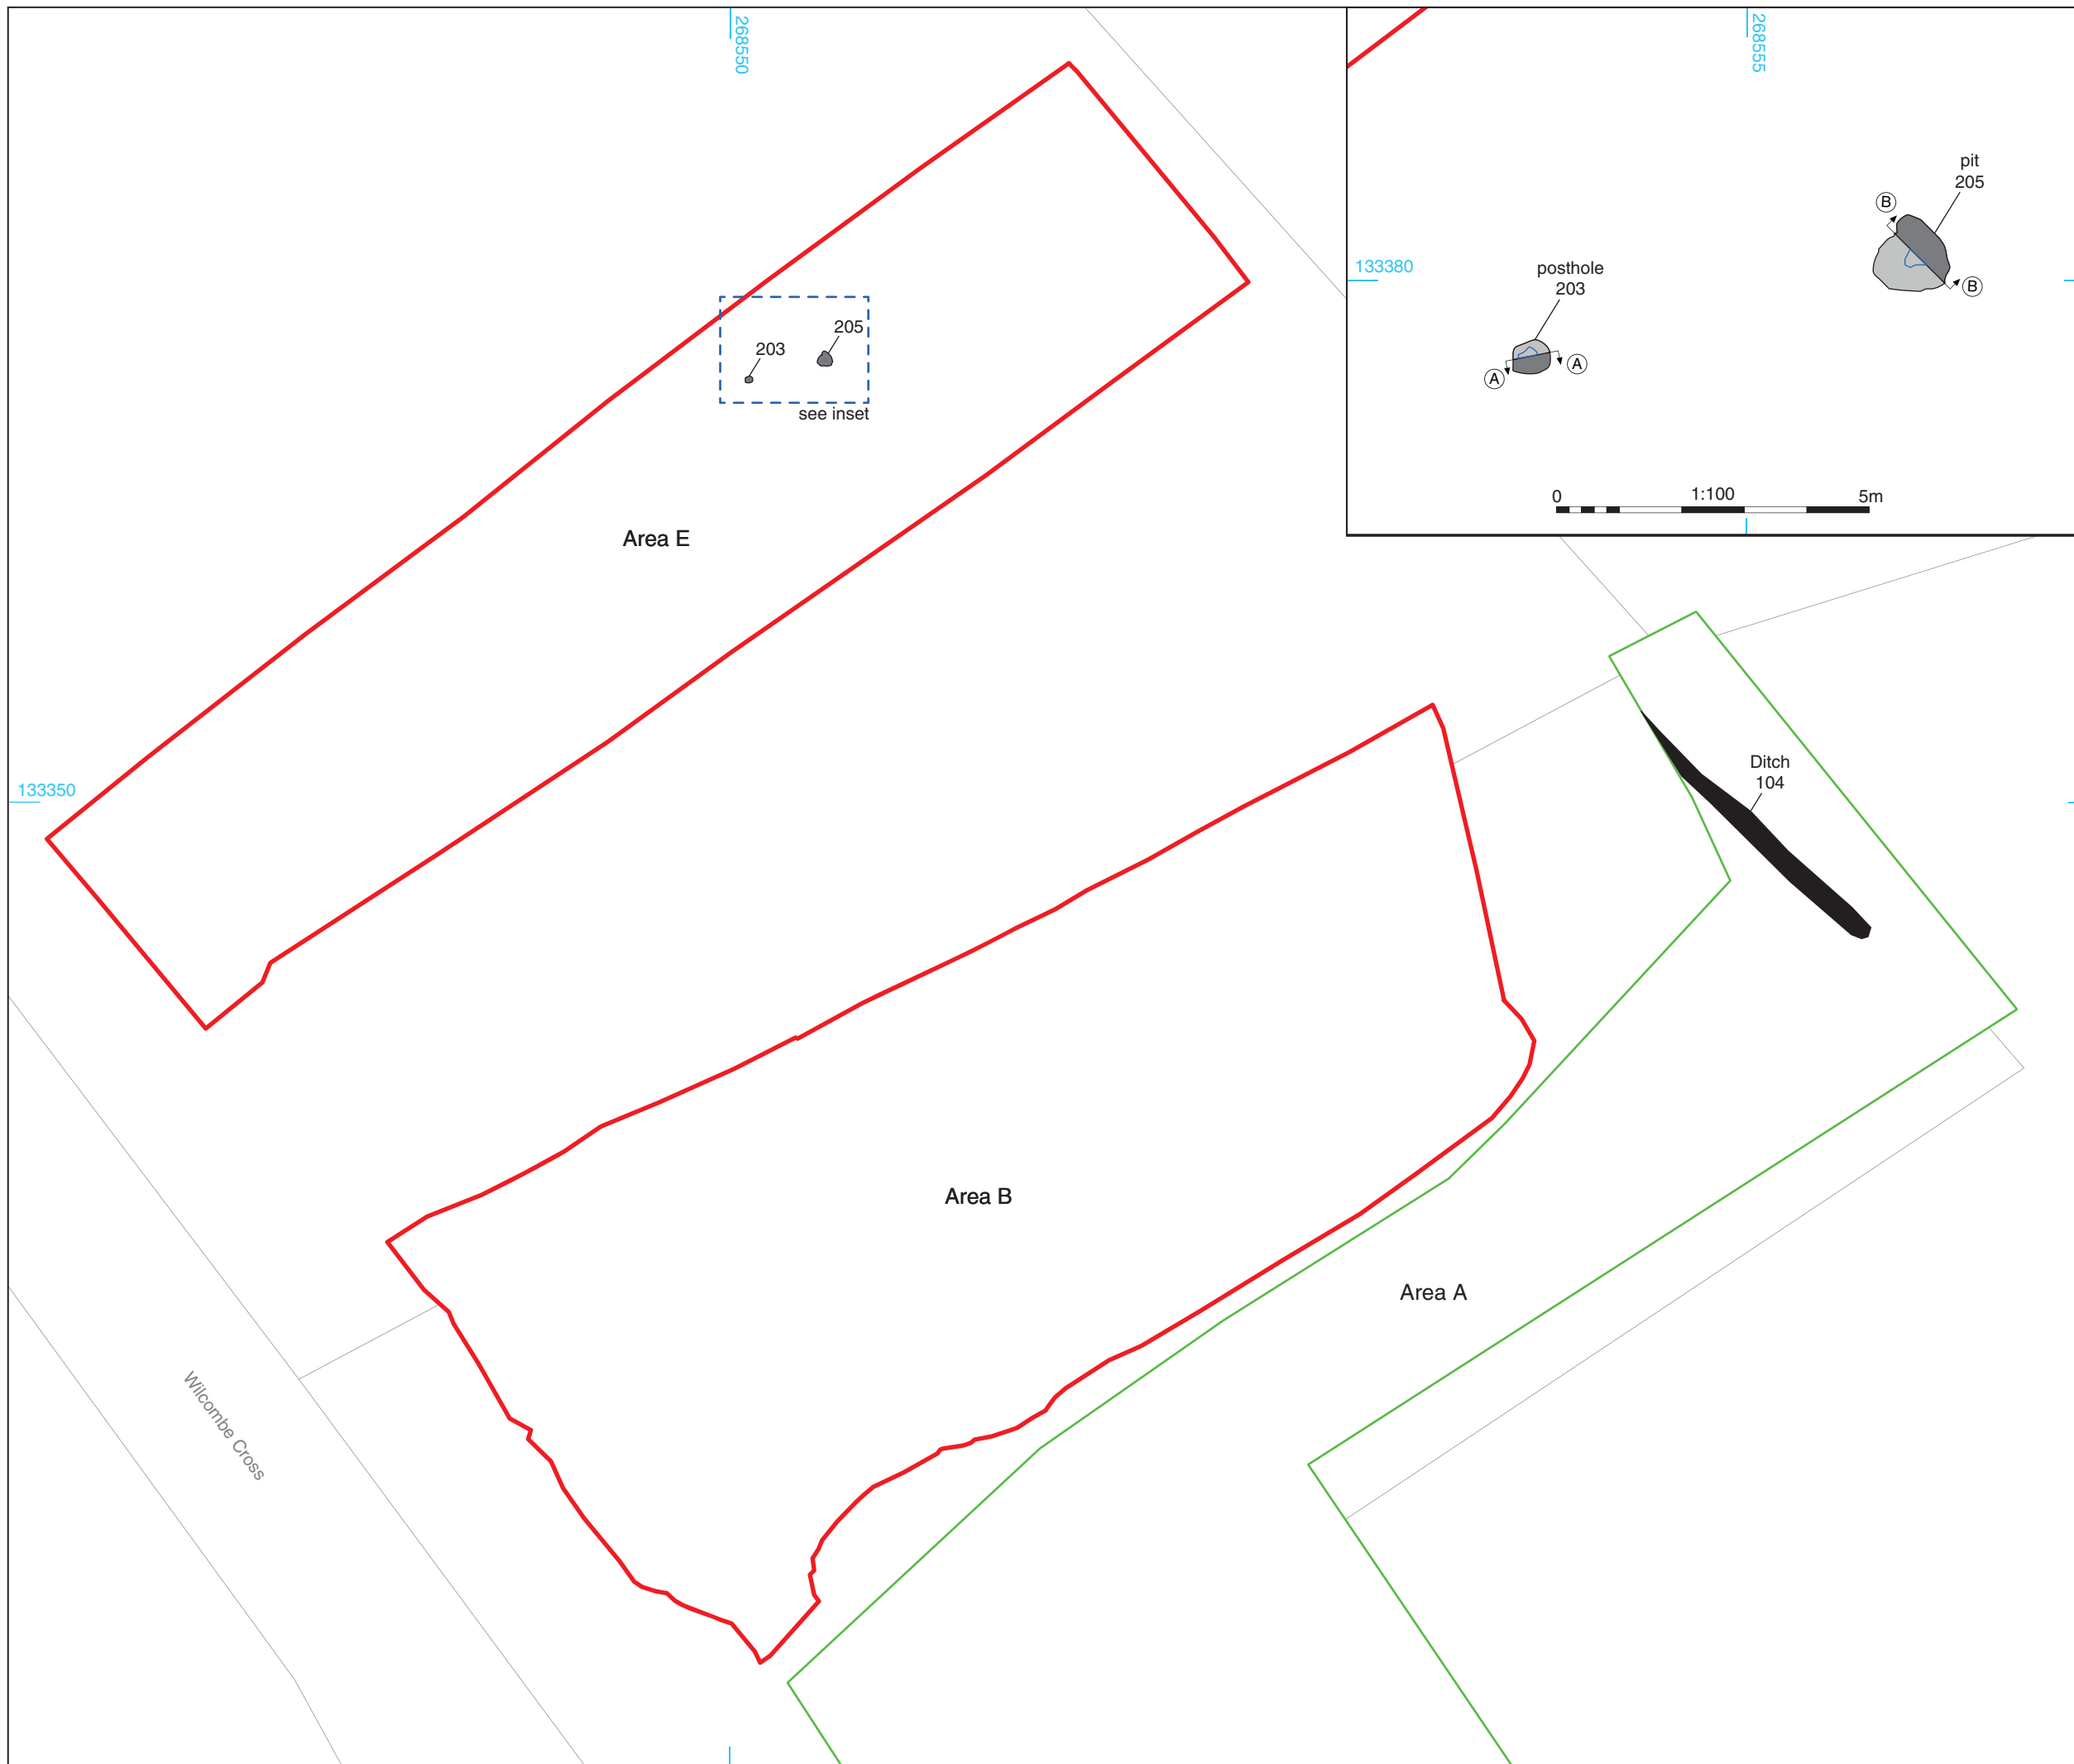 268550
268555
pit
205
B
133380
posthole
203
B
A
A
205
203
see inset
0 1:100 5m
Area E
Ditch
104
133350
Area B
Area A
Wilcombe Cross